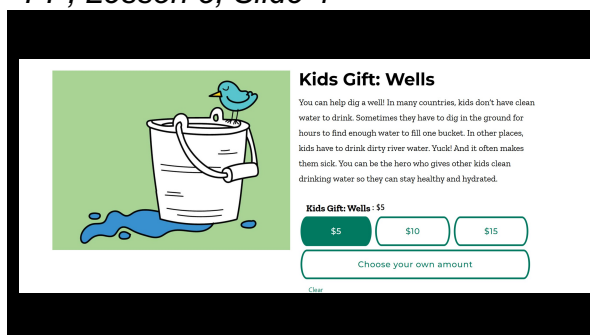 Kids Gift: Wells
You can help dig a well! In many countries, kids don't have clean
water to drink. Sometimes they have to dig in the ground for
hours to find enough water to fill one bucket. In other places,
kids have to drink dirty river water. Yuck! And it often makes
them sick. You can be the hero who gives other kids clean
drinking water so they can stay healthy and hydrated.
Kids Gift: Wells : $5
$5 $10 $15
Choose your own amount
Clear